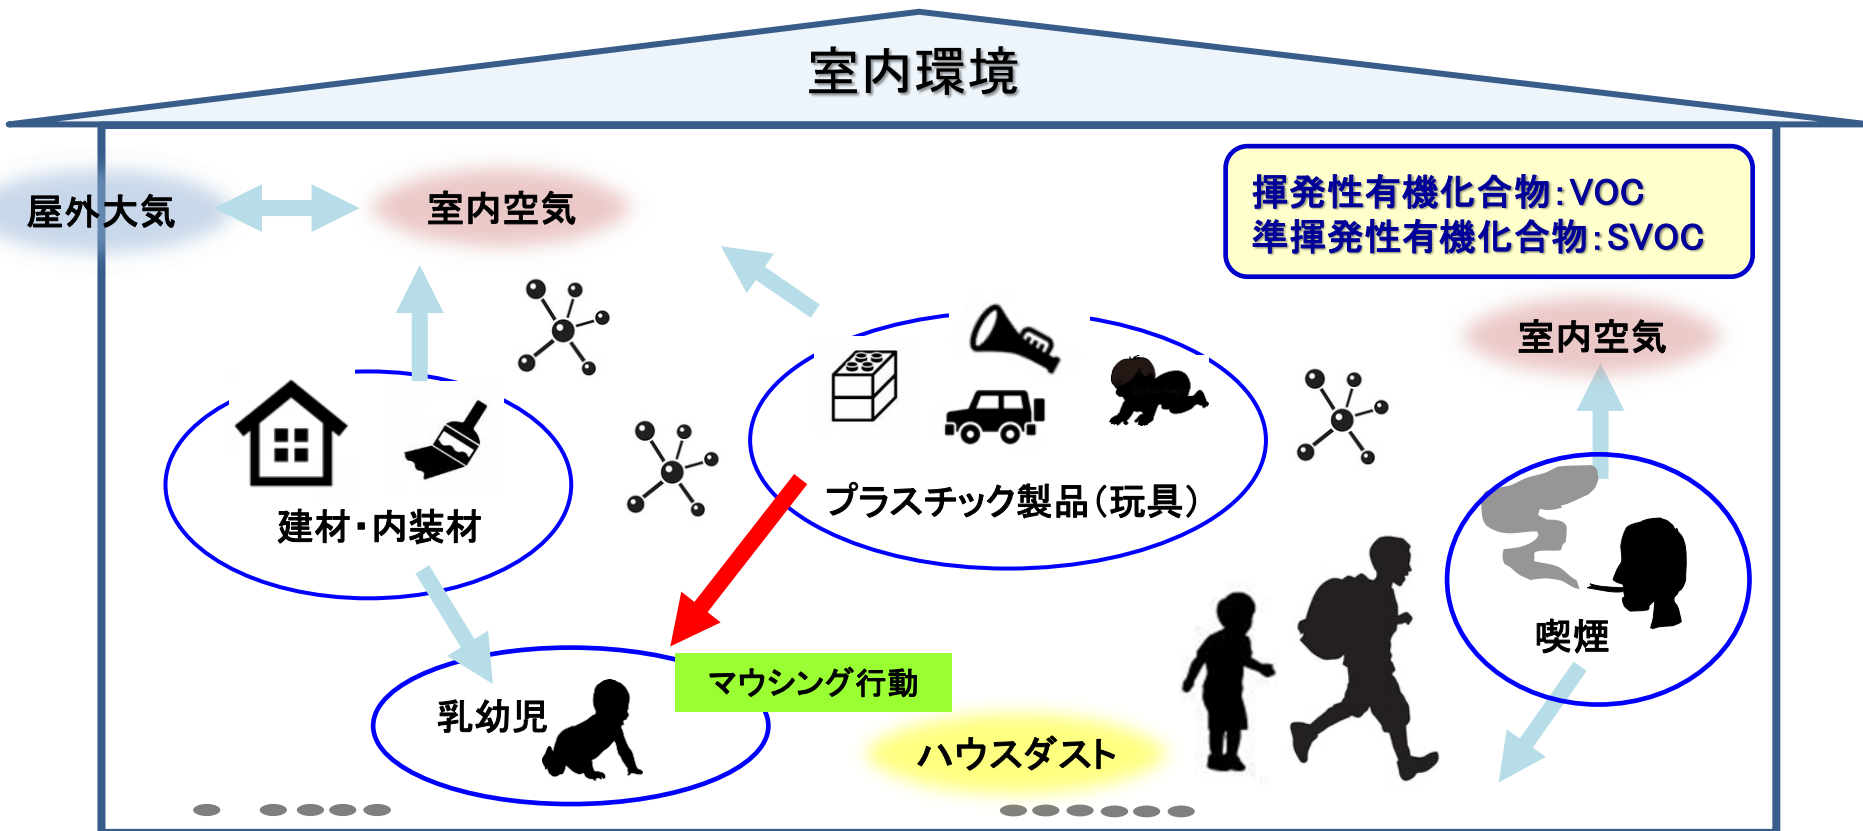 室内環境
屋外大気
室内空気
揮発性有機化合物:VOC
準揮発性有機化合物:SVOC
室内空気
プラスチック製品(玩具)
建材・内装材
喫煙
マウシング行動
乳幼児
ハウスダスト